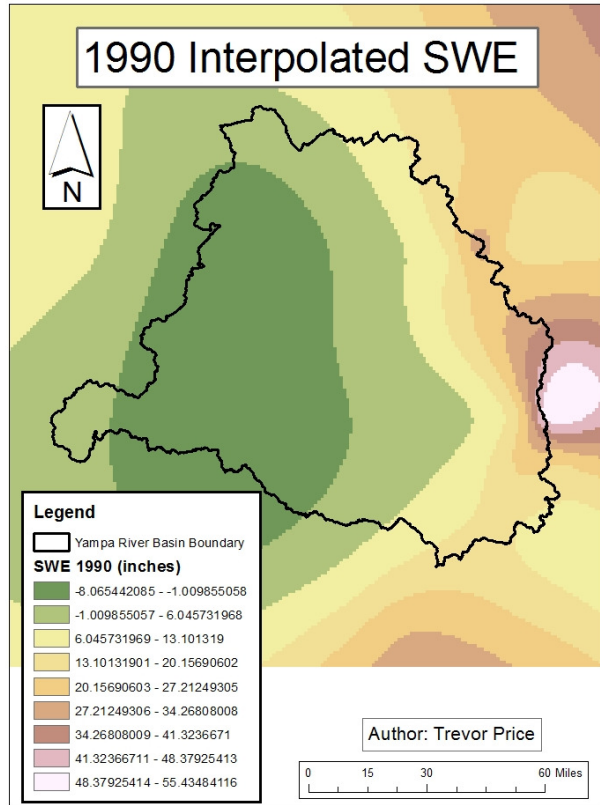 1990 Interpolated SWE
N
Legend
Yampa River Basin Boundary
SWE 1990 (inches)
-8.065442085 - -1.009855058
-1.009855057 - 6.045731968
6.045731969 - 13.101319
13.10131901 - 20.15690602
20.15690603 - 27.21249305
27.21249306 - 34.26808008
34.26808009 - 41.3236671
41.32366711 - 48.37925413
48.37925414 - 55.43484116
Author: Trevor Price
0 15 30 60 Miles